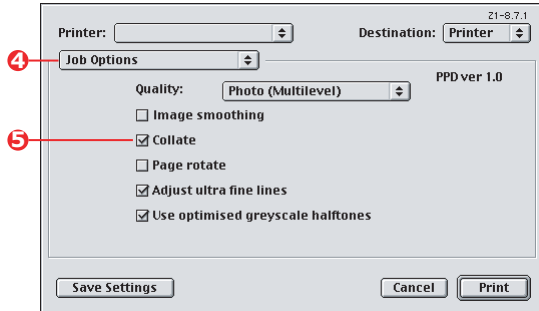 Z1-8.7.1
Printer: Destination: Printer
4 Job Options
PPD ver 1.0
Quality: Photo (Multilevel)
Image smoothing
5 Collate
Page rotate
Adjust ultra fine lines
Use optimised greyscale halftones
Save Settings Cancel Print